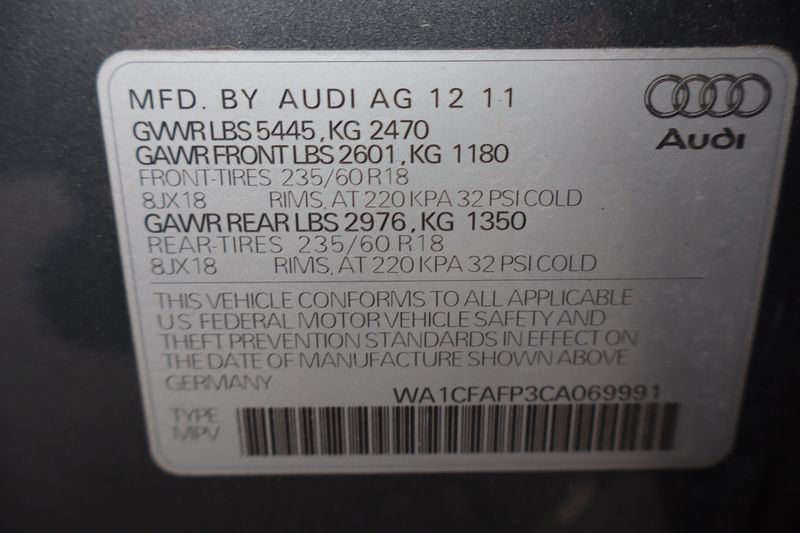 MFD. BY AUDI AG 12 11
GVWR LBS 5445, KG 2470
GAWR FRONT LBS 2601, KG 1180
FRONT-TIRES 235/60 R18
8JX18 RIMS, AT 220 KPA 32 PSI COLD
GAWR REAR LBS 2976, KG 1350
REAR-TIRES 235/60 R18
8JX18 RIMS, AT 220 KPA 32 PSI COLD
THIS VEHICLE CONFORMS TO ALL APPLICABLE
U.S. FEDERAL MOTOR VEHICLE SAFETY AND
THEFT PREVENTION STANDARDS IN EFFECT ON
THE DATE OF MANUFACTURE SHOWN ABOVE
GERMANY
WA1CFAFP3CA069991
TYPE
MPV
Audi